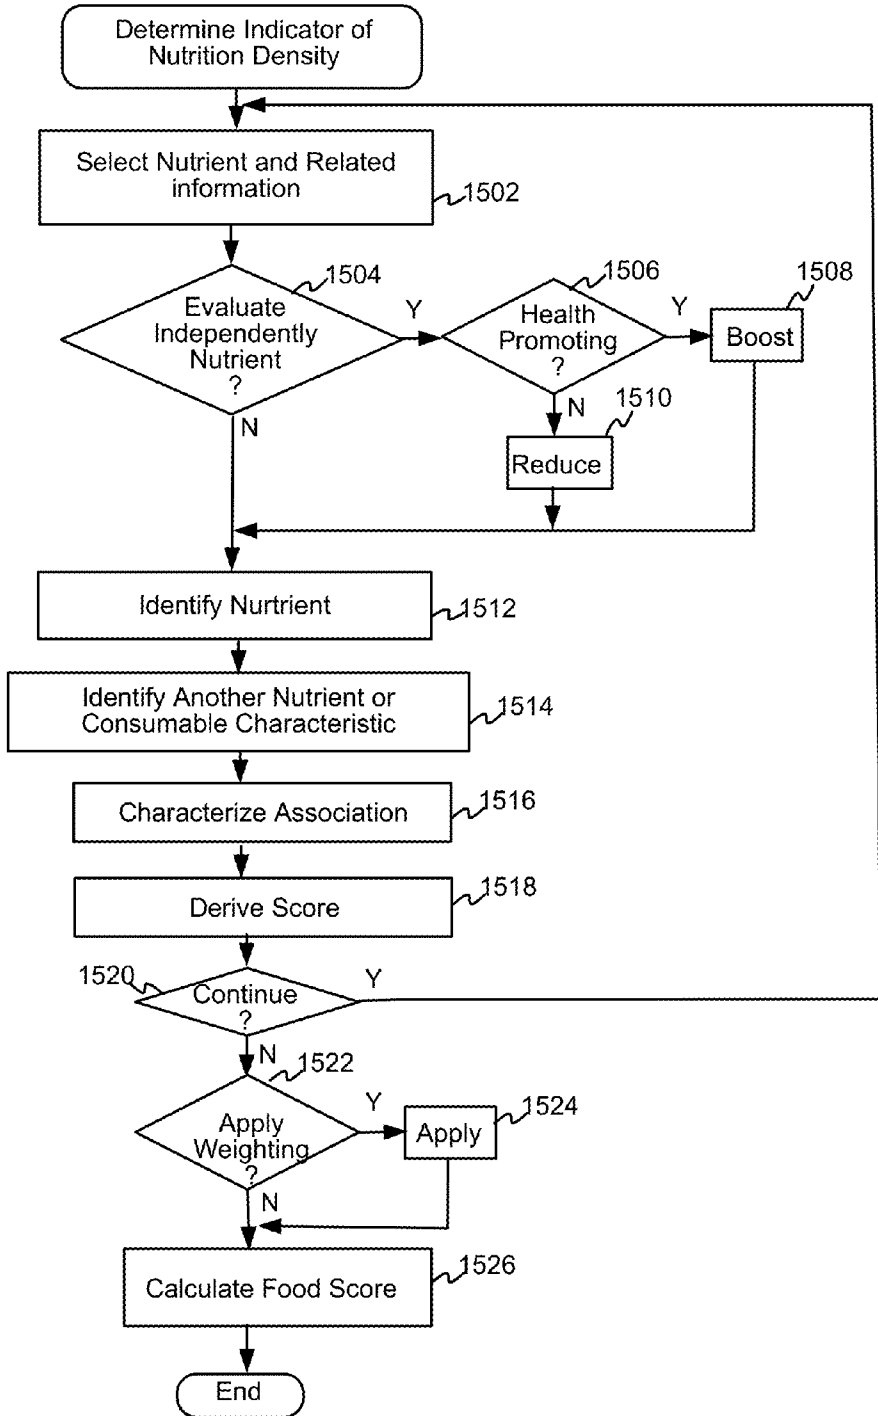 Determine Indicator of
Nutrition Density
Select Nutrient and Related
information
1502
1504
Evaluate
Independently
Nutrient
?
Y
N
1506
Health
Promoting
?
Y
N
1508
Boost
1510
Reduce
Identify Nurtrient
1512
Identify Another Nutrient or
Consumable Characteristic
1514
Characterize Association
1516
Derive Score
1518
1520
Continue
?
Y
N
1522
Apply
Weighting
?
Y
N
1524
Apply
Calculate Food Score
1526
End